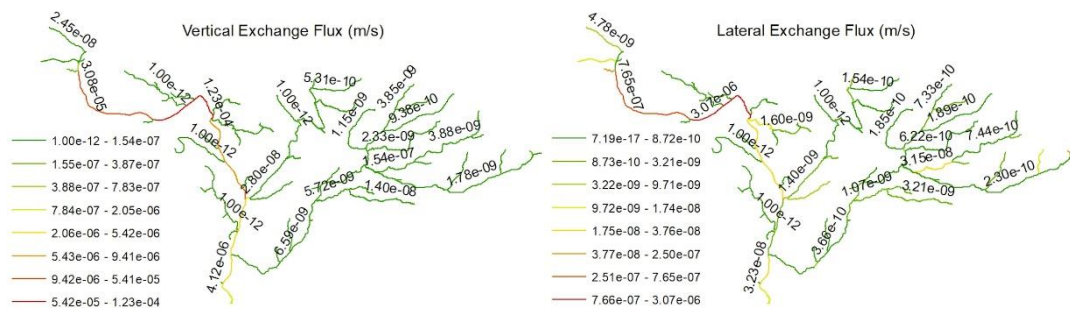 Vertical Exchange Flux (m/s)
2.45e-08
3.08e-05
1.00e-12
1.23e-04
1.00e-12
1.00e-12
5.31e-10
1.15e-09
3.85e-09
9.38e-10
2.33e-09
3.88e-09
1.54e-07
1.78e-09
2.80e-08
5.72e-09
1.40e-08
1.00e-12
6.59e-09
4.12e-06
1.00e-12 - 1.54e-07
1.55e-07 - 3.87e-07
3.88e-07 - 7.83e-07
7.84e-07 - 2.05e-06
2.06e-06 - 5.42e-06
5.43e-06 - 9.41e-06
9.42e-06 - 5.41e-05
5.42e-05 - 1.23e-04
Lateral Exchange Flux (m/s)
4.78e-09
7.65e-07
3.07e-06
1.60e-09
1.00e-12
1.00e-12
1.54e-10
1.85e-10
7.33e-10
1.89e-10
6.22e-10
7.44e-10
3.15e-08
2.30e-10
1.40e-09
1.97e-09
3.21e-09
1.00e-12
3.66e-10
3.23e-08
7.19e-17 - 8.72e-10
8.73e-10 - 3.21e-09
3.22e-09 - 9.71e-09
9.72e-09 - 1.74e-08
1.75e-08 - 3.76e-08
3.77e-08 - 2.50e-07
2.51e-07 - 7.65e-07
7.66e-07 - 3.07e-06